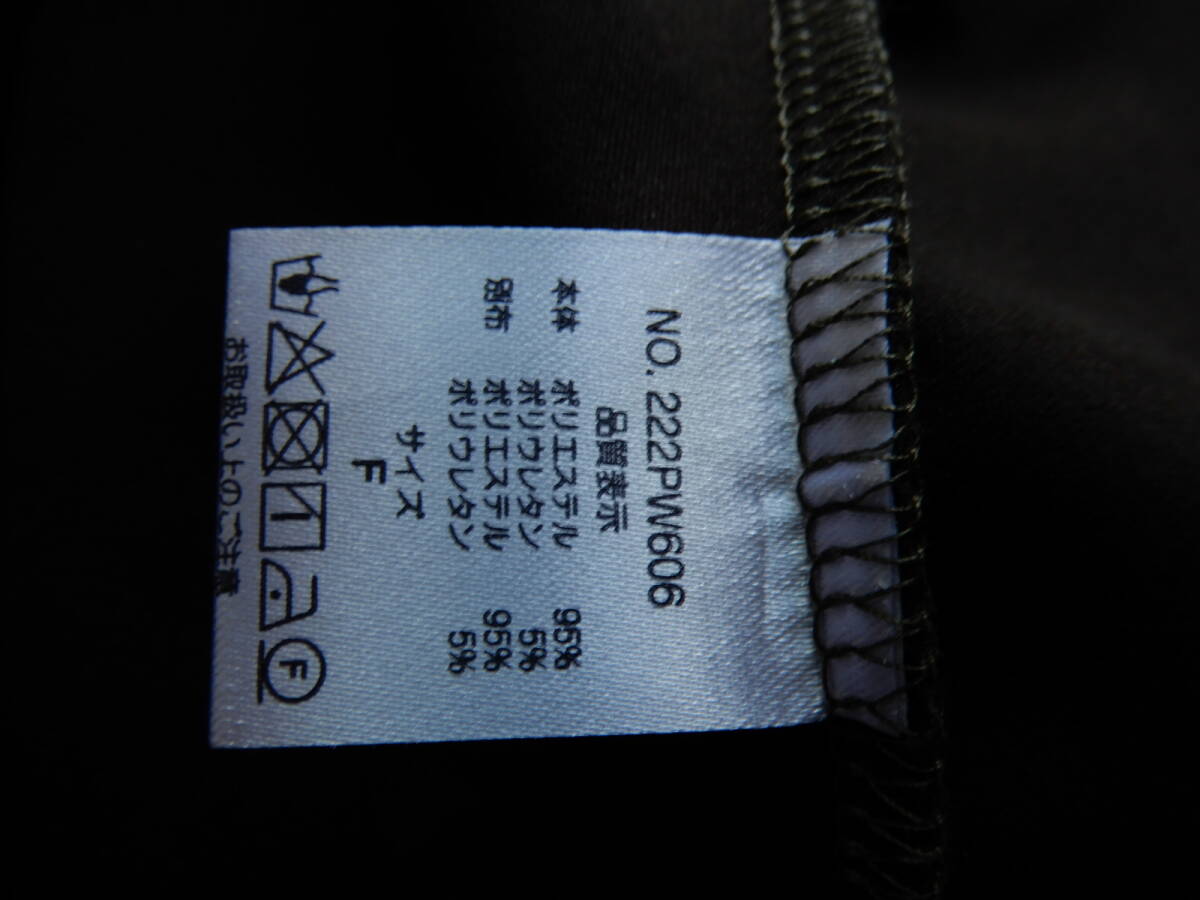 NO. 222PW606
品質表示
本体 ポリエステル 95%
ポリウレタン 5%
別布 ポリエステル 95%
ポリウレタン 5%
サイズ
F
F
お取扱い上のご注意